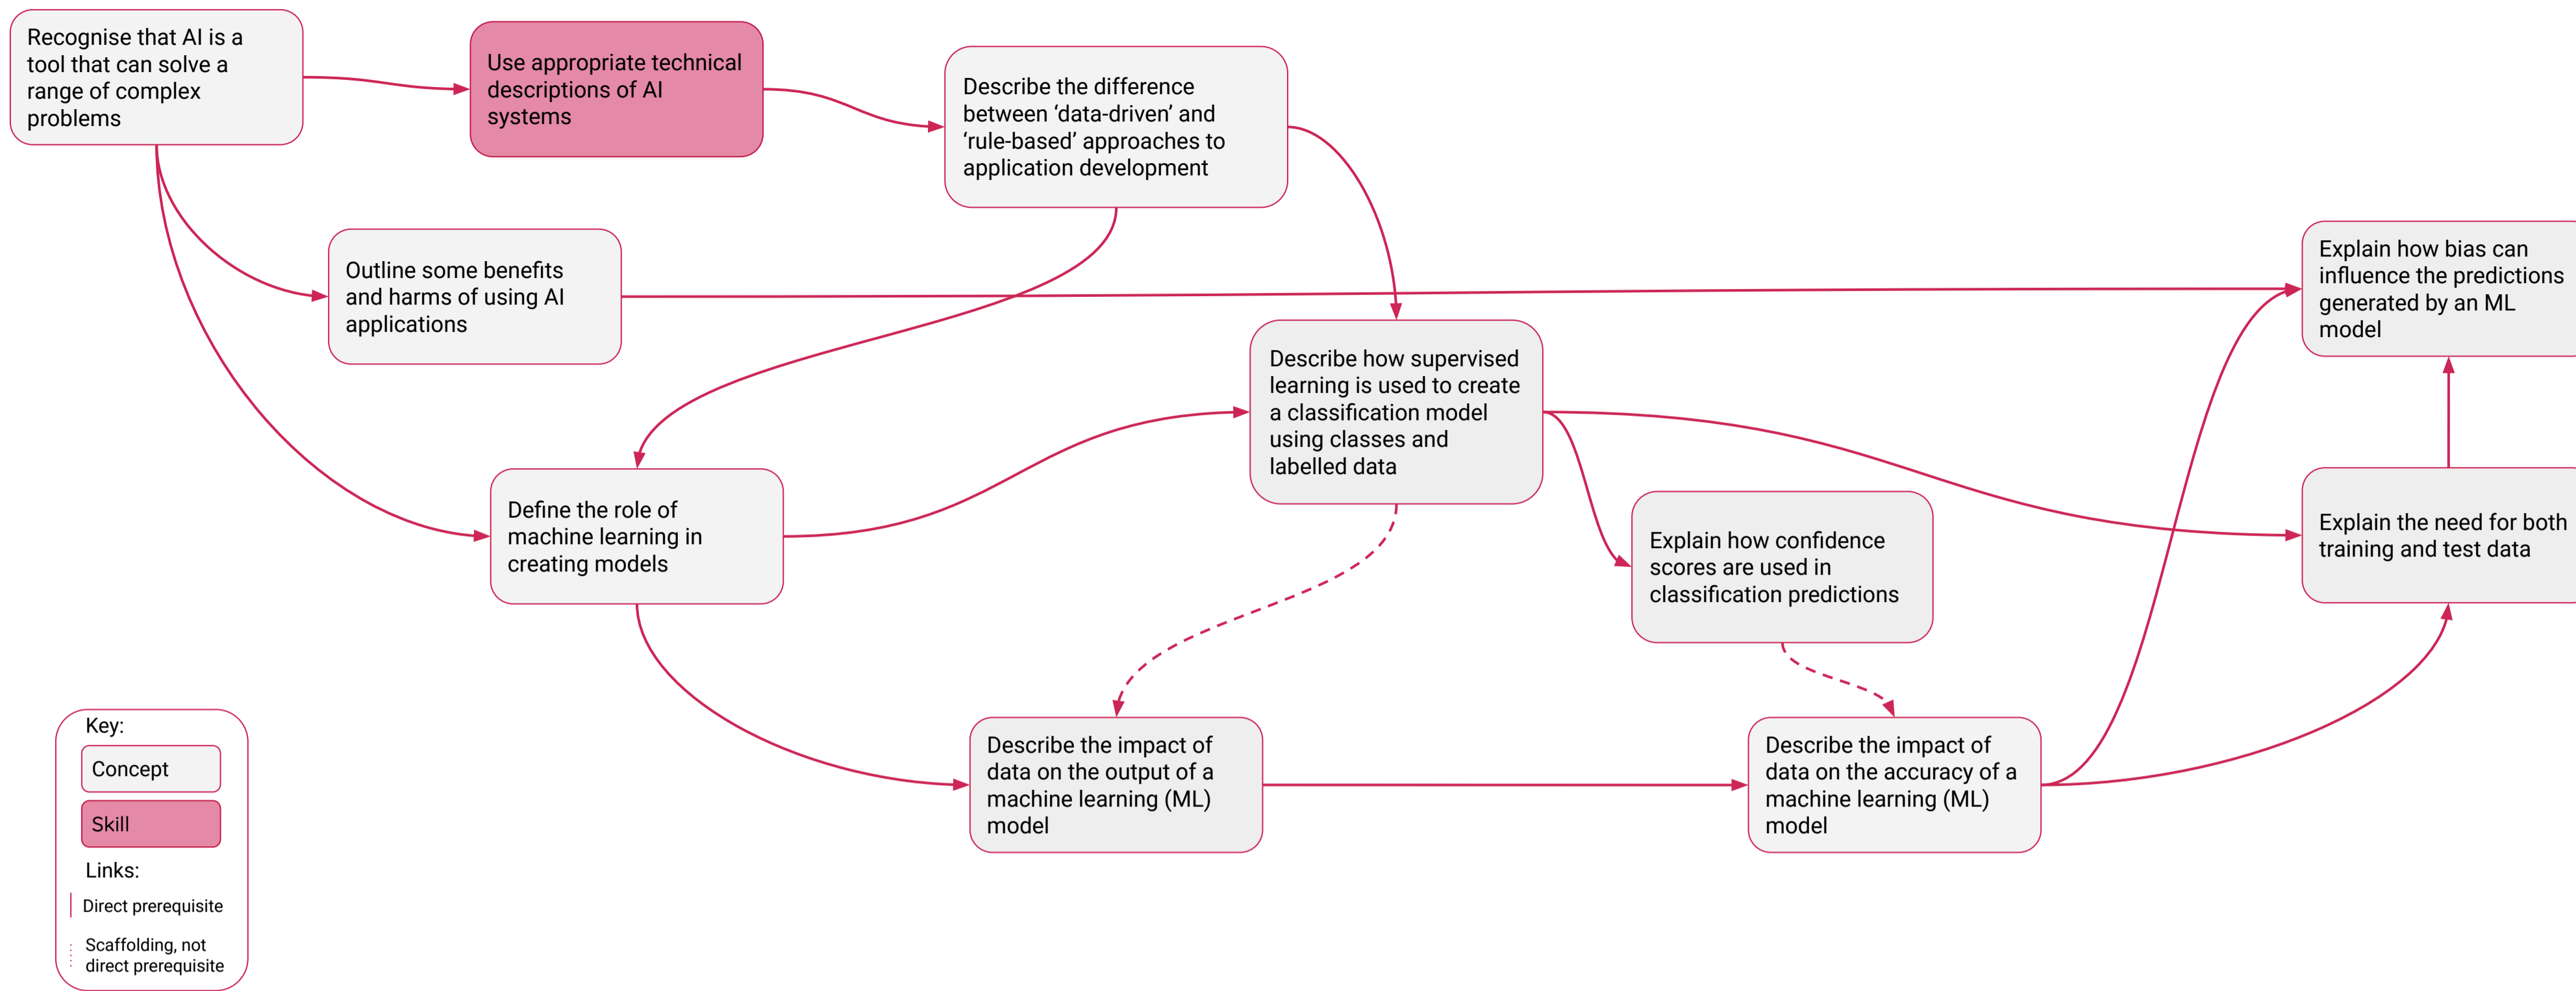 Recognise that AI is a
tool that can solve a
range of complex
problems
Use appropriate technical
descriptions of AI
systems
Describe the difference
between ‘data-driven’ and
‘rule-based’ approaches to
application development
Outline some benefits
and harms of using AI
applications
Explain how bias can
influence the predictions
generated by an ML
model
Describe how supervised
learning is used to create
a classification model
using classes and
labelled data
Define the role of
machine learning in
creating models
Explain how confidence
scores are used in
classification predictions
Explain the need for both
training and test data
Describe the impact of
data on the output of a
machine learning (ML)
model
Describe the impact of
data on the accuracy of a
machine learning (ML)
model
Key:
Concept
Skill
Links:
Direct prerequisite
Scaffolding, not
direct prerequisite